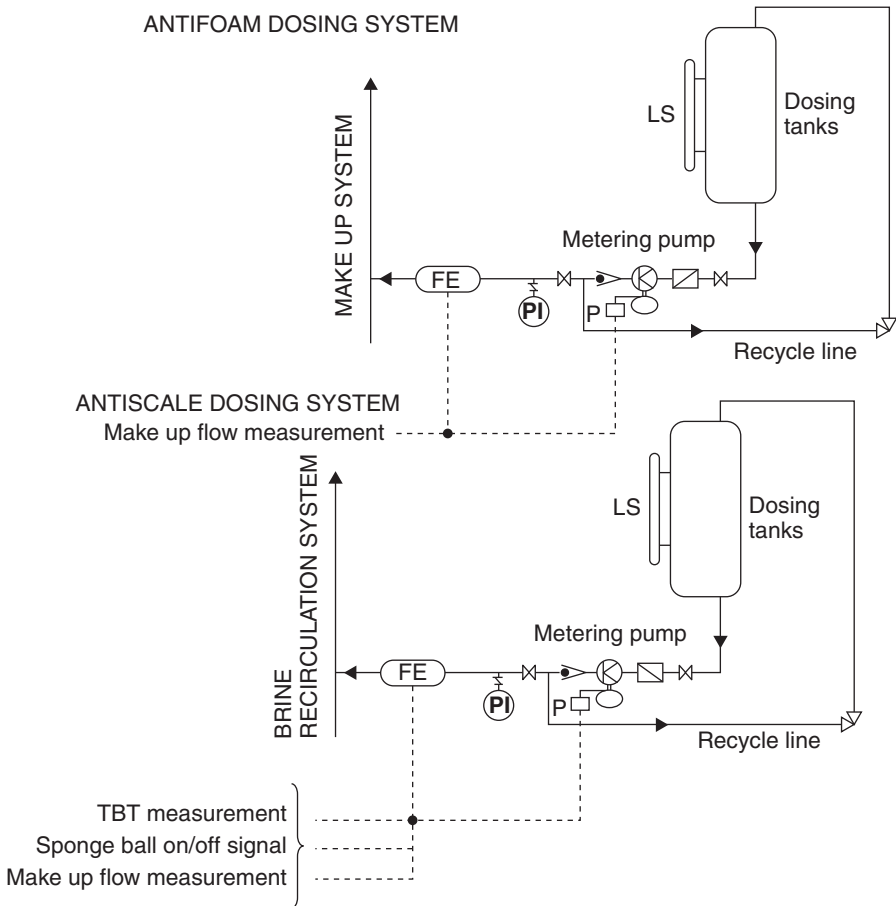 ANTIFOAM DOSING SYSTEM
MAKE UP SYSTEM
LS
Dosing
tanks
Metering pump
FE
PI
P
Recycle line
ANTISCALE DOSING SYSTEM
Make up flow measurement
BRINE
RECIRCULATION SYSTEM
LS
Dosing
tanks
Metering pump
FE
PI
P
Recycle line
TBT measurement
Sponge ball on/off signal
Make up flow measurement